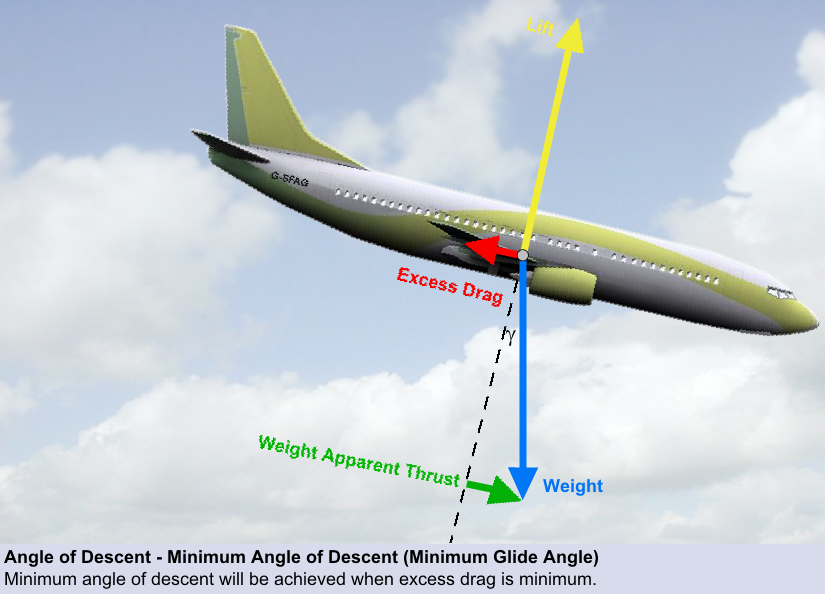 Lift
G-SFAG
Excess Drag
γ
Weight Apparent Thrust
Weight
Angle of Descent - Minimum Angle of Descent (Minimum Glide Angle)
Minimum angle of descent will be achieved when excess drag is minimum.